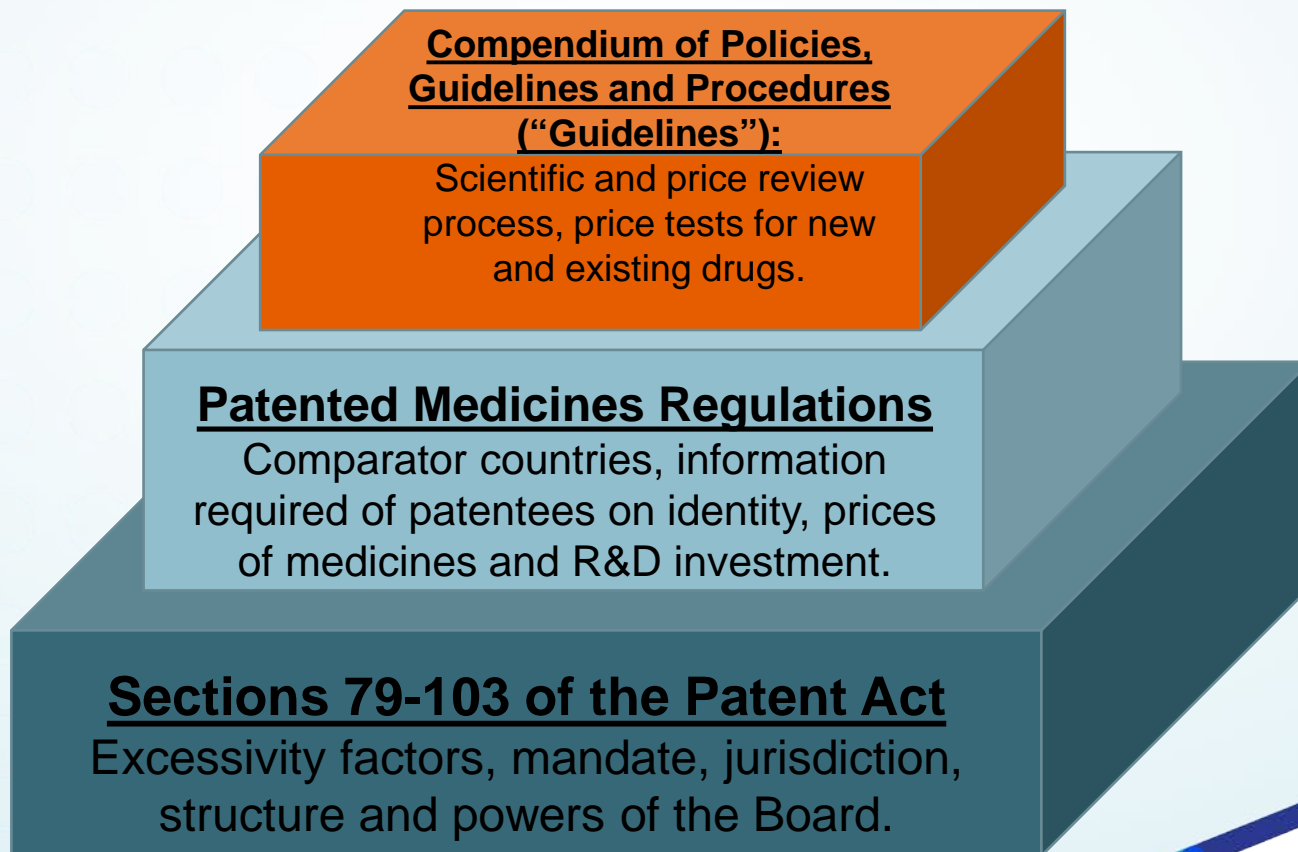 Compendium of Policies,
Guidelines and Procedures
(“Guidelines”):
Scientific and price review
process, price tests for new
and existing drugs.
Patented Medicines Regulations
Comparator countries, information
required of patentees on identity, prices
of medicines and R&D investment.
Sections 79-103 of the Patent Act
Excessivity factors, mandate, jurisdiction,
structure and powers of the Board.